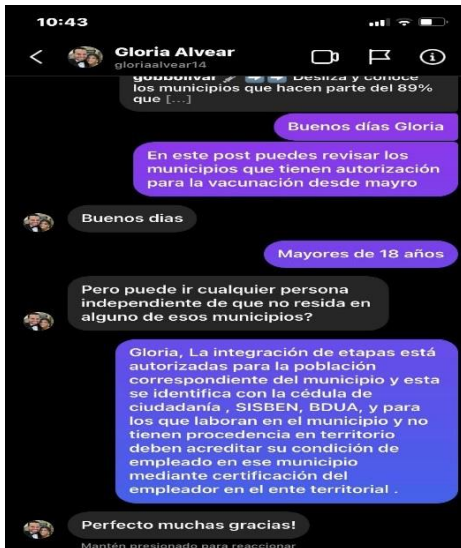 10:43
Gloria Alvear
gloriaalvear14
gobbolivar Desliza y conoce
los municipios que hacen parte del 89%
que [...]
Buenos días Gloria
En este post puedes revisar los
municipios que tienen autorización
para la vacunación desde mayro
Buenos dias
Mayores de 18 años
Pero puede ir cualquier persona
independiente de que no resida en
alguno de esos municipios?
Gloria, La integración de etapas está
autorizadas para la población
correspondiente del municipio y esta
se identifica con la cédula de
ciudadanía , SISBEN, BDUA, y para
los que laboran en el municipio y no
tienen procedencia en territorio
deben acreditar su condición de
empleado en ese municipio
mediante certificación del
empleador en el ente territorial .
Perfecto muchas gracias!
Mantén presionado para reaccionar